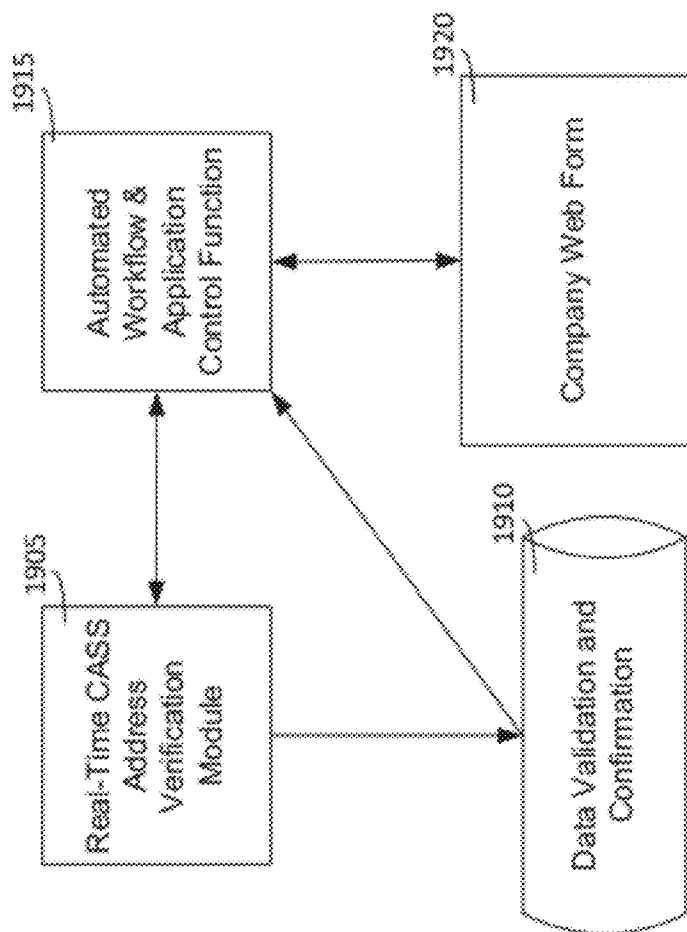 1905
Real-Time CASS
Address
Verification
Module
1915
Automated
Workflow &
Application
Control Function
1910
Data Validation and
Confirmation
1920
Company Web Form